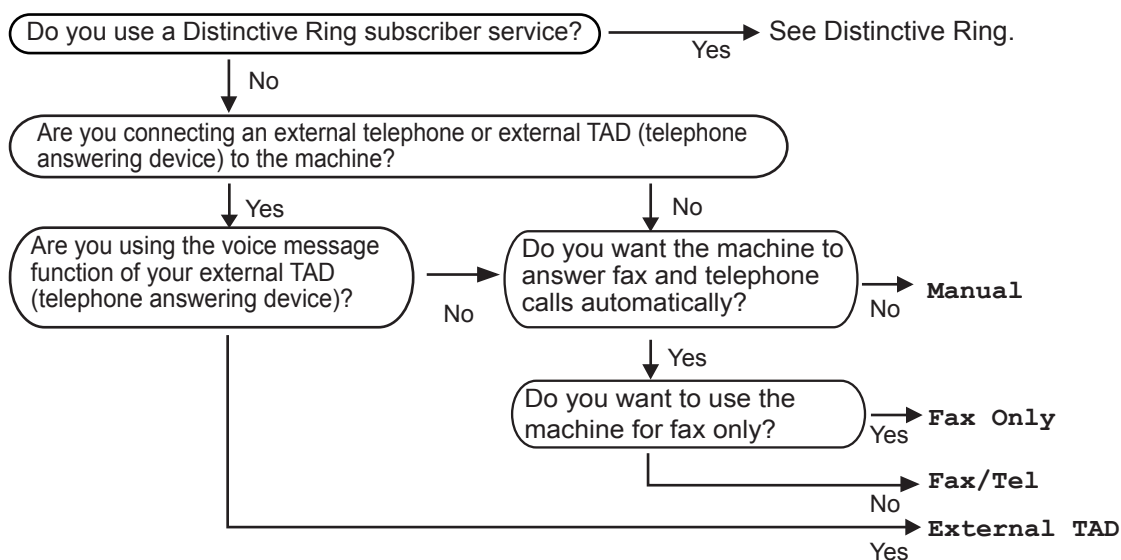 Do you use a Distinctive Ring subscriber service?
Yes
See Distinctive Ring.
No
Are you connecting an external telephone or external TAD (telephone
answering device) to the machine?
Yes
No
Are you using the voice message
function of your external TAD
(telephone answering device)?
No
Do you want the machine to
answer fax and telephone
calls automatically?
No
Manual
Yes
Do you want to use the
machine for fax only?
Yes
Fax Only
No
Fax/Tel
Yes
External TAD